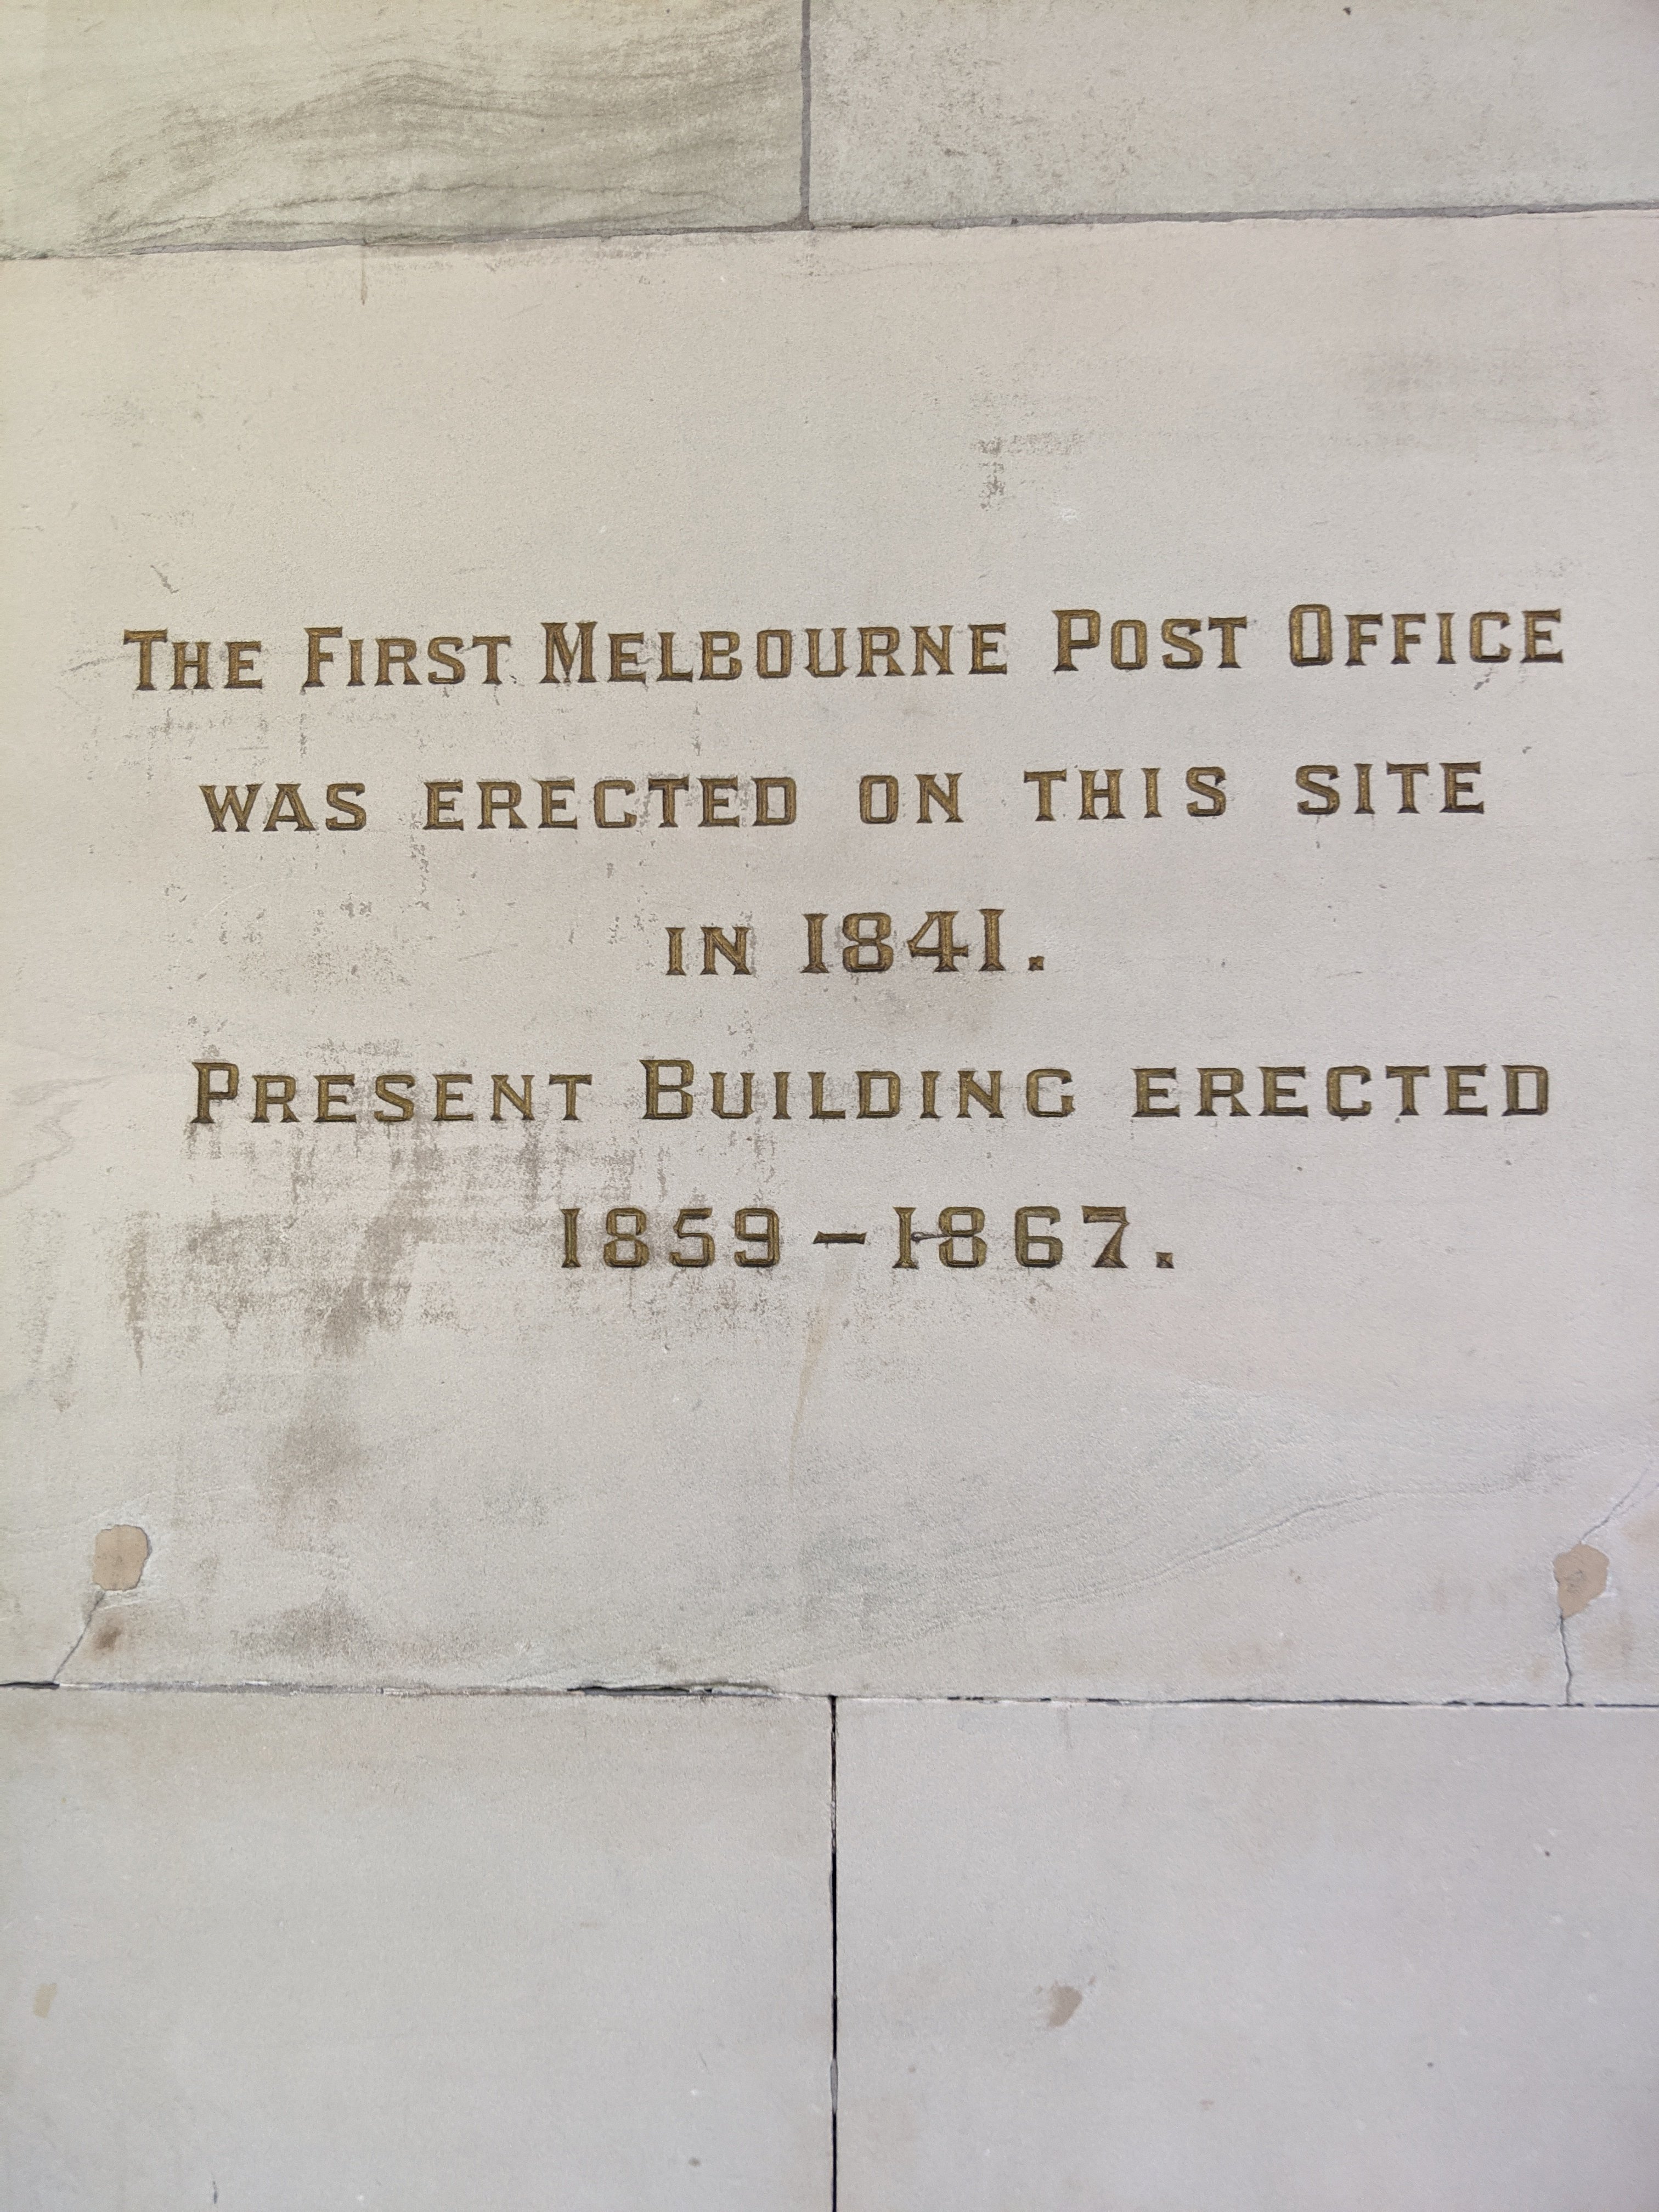 The First Melbourne Post Office
was erected on this site
in 1841.
Present Building erected
1859-1867.